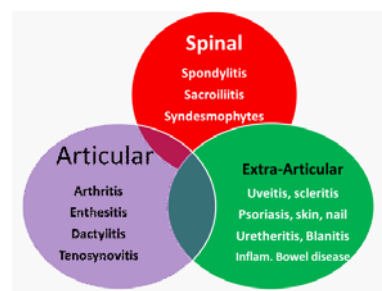 Spinal
Spondylitis
Sacroiliitis
Syndesmophytes
Articular
Arthritis
Enthesitis
Dactylitis
Tenosynovitis
Extra-Articular
Uveitis, scleritis
Psoriasis, skin, nail
Uretheritis, Blanitis
Inflam. Bowel disease